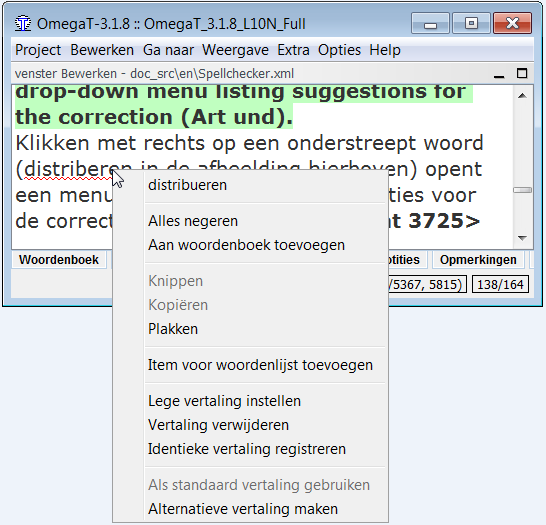 OmegaT-3.1.8 :: OmegaT_3.1.8_L10N_Full
Project Bewerken Ga naar Weergave Extra Opties Help
venster Bewerken - doc_src\en\Spellchecker.xml
drop-down menu listing suggestions for
the correction (Art und).
Klikken met rechts op een onderstreept woord
(distriberen in de afbeelding hierboven) opent
een menu ties voor
de correct t 3725>
Woordenboek otities Opmerkingen
/5367, 5815) 138/164
distribueren
Alles negeren
Aan woordenboek toevoegen
Knippen
Kopiëren
Plakken
Item voor woordenlijst toevoegen
Lege vertaling instellen
Vertaling verwijderen
Identieke vertaling registreren
Als standaard vertaling gebruiken
Alternatieve vertaling maken